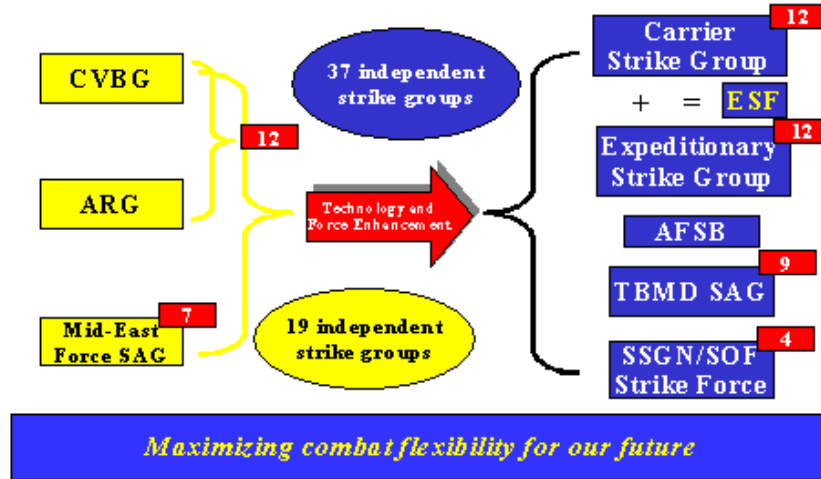 CVBG
ARG
12
Mid-East
Force SAG
7
37 independent
strike groups
Technology and
Force Enhancement
19 independent
strike groups
12
Carrier
Strike Group
+ = ESF
12
Expeditionary
Strike Group
AFSB
9
TBMD SAG
4
SSGN/SOF
Strike Force
Maximizing combat flexibility for our future